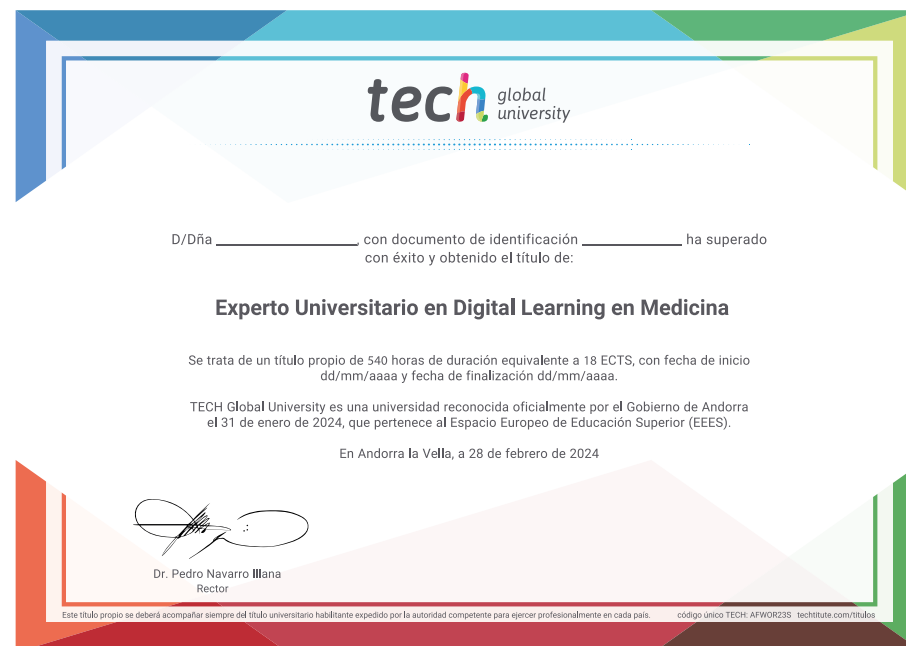 tech global
university
D/Dña ______________, con documento de identificación __________ ha superado
con éxito y obtenido el título de:
Experto Universitario en Digital Learning en Medicina
Se trata de un título propio de 540 horas de duración equivalente a 18 ECTS, con fecha de inicio
dd/mm/aaaa y fecha de finalización dd/mm/aaaa.
TECH Global University es una universidad reconocida oficialmente por el Gobierno de Andorra
el 31 de enero de 2024, que pertenece al Espacio Europeo de Educación Superior (EEES).
En Andorra la Vella, a 28 de febrero de 2024
Dr. Pedro Navarro Illana
Rector
Este título propio se deberá acompañar siempre del título universitario habilitante expedido por la autoridad competente para ejercer profesionalmente en cada país. código único TECH: AFWOR23S techtitute.com/titulos